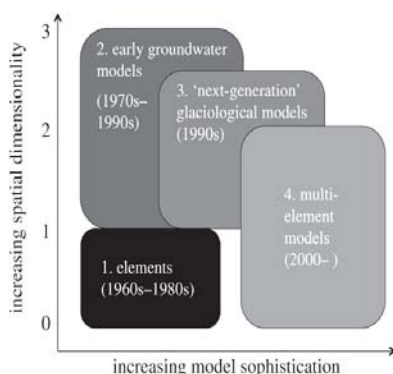 increasing spatial dimensionality
3
2
1
0
2. early groundwater
models
(1970s–
1990s)
3. 'next-generation'
glaciological models
(1990s)
4. multi-
element
models
(2000– )
1. elements
(1960s–1980s)
increasing model sophistication